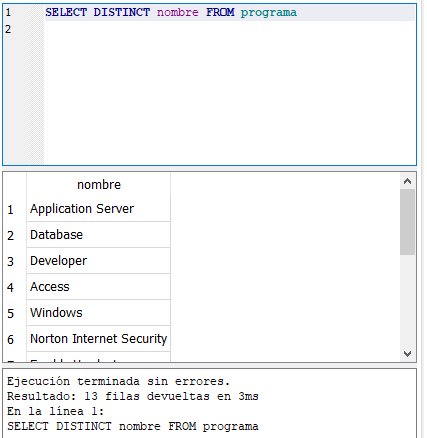 1 SELECT DISTINCT nombre FROM programa
2
nombre
1 Application Server
2 Database
3 Developer
4 Access
5 Windows
6 Norton Internet Security
Ejecución terminada sin errores.
Resultado: 13 filas devueltas en 3ms
En la línea 1:
SELECT DISTINCT nombre FROM programa